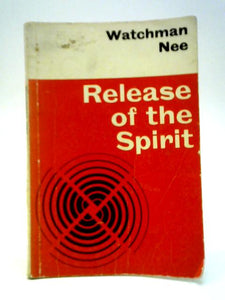 Watchman
Nee
Release
of the
Spirit